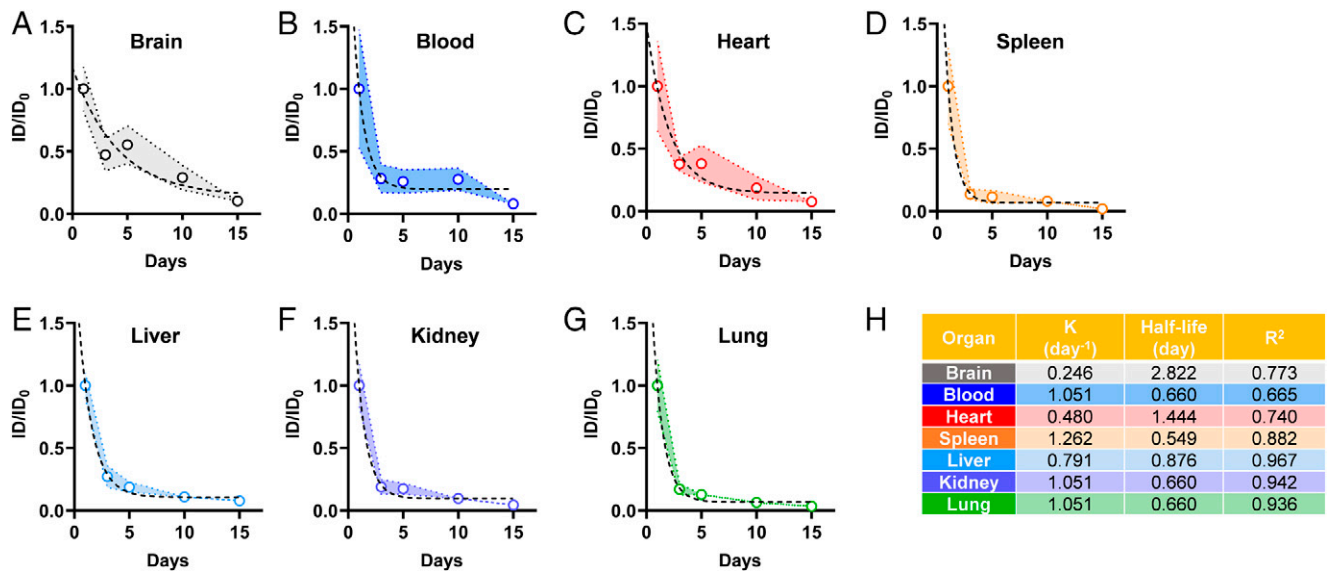 A
Brain
ID/ID0
1.5
1.0
0.5
0.0
0 5 10 15
Days
B
Blood
ID/ID0
1.5
1.0
0.5
0.0
0 5 10 15
Days
C
Heart
ID/ID0
1.5
1.0
0.5
0.0
0 5 10 15
Days
D
Spleen
ID/ID0
1.5
1.0
0.5
0.0
0 5 10 15
Days
E
Liver
ID/ID0
1.5
1.0
0.5
0.0
0 5 10 15
Days
F
Kidney
ID/ID0
1.5
1.0
0.5
0.0
0 5 10 15
Days
G
Lung
ID/ID0
1.5
1.0
0.5
0.0
0 5 10 15
Days
H
Organ K (day-1) Half-life (day) R2
Brain 0.246 2.822 0.773
Blood 1.051 0.660 0.665
Heart 0.480 1.444 0.740
Spleen 1.262 0.549 0.882
Liver 0.791 0.876 0.967
Kidney 1.051 0.660 0.942
Lung 1.051 0.660 0.936